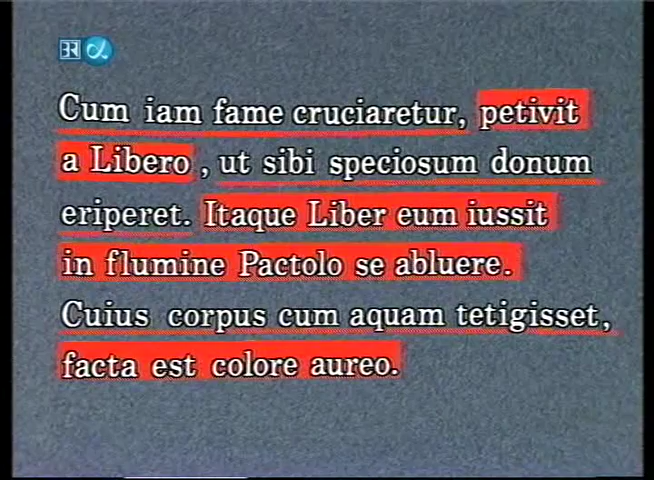 BR α
Cum iam fame cruciaretur, petivit
a Libero, ut sibi speciosum donum
eriperet. Itaque Liber eum iussit
in flumine Pactolo se abluere.
Cuius corpus cum aquam tetigisset,
facta est colore aureo.